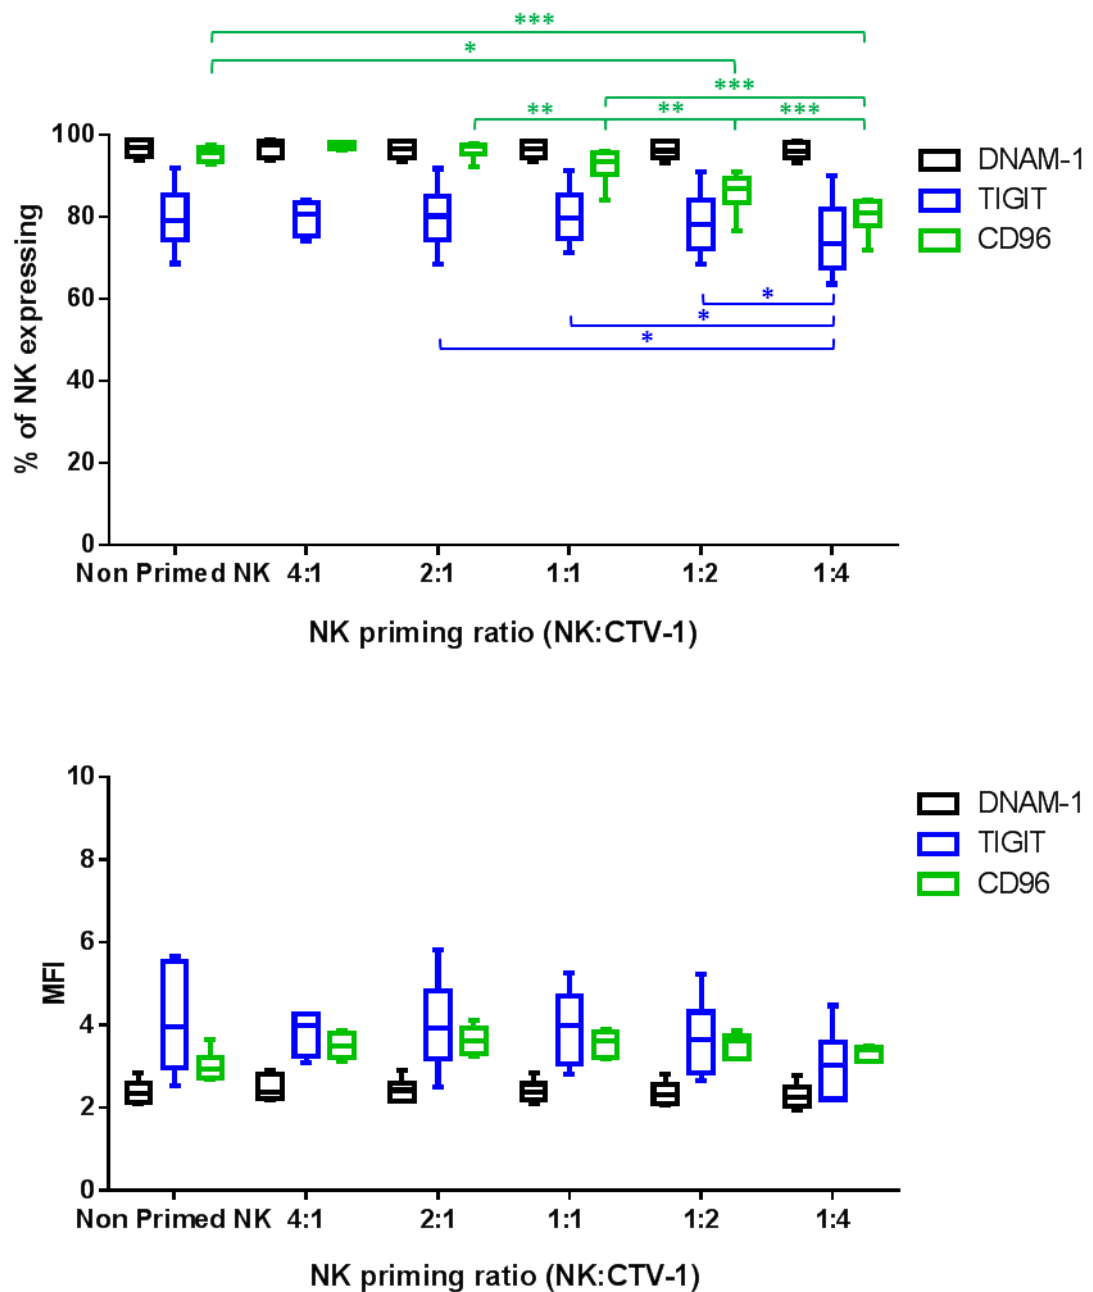 ***
*
***
** ** ***
100
80
60
40
20
0
% of NK expressing
DNAM-1
TIGIT
CD96
*
*
*
Non Primed NK 4:1 2:1 1:1 1:2 1:4
NK priming ratio (NK:CTV-1)
10
8
6
4
2
0
MFI
DNAM-1
TIGIT
CD96
Non Primed NK 4:1 2:1 1:1 1:2 1:4
NK priming ratio (NK:CTV-1)